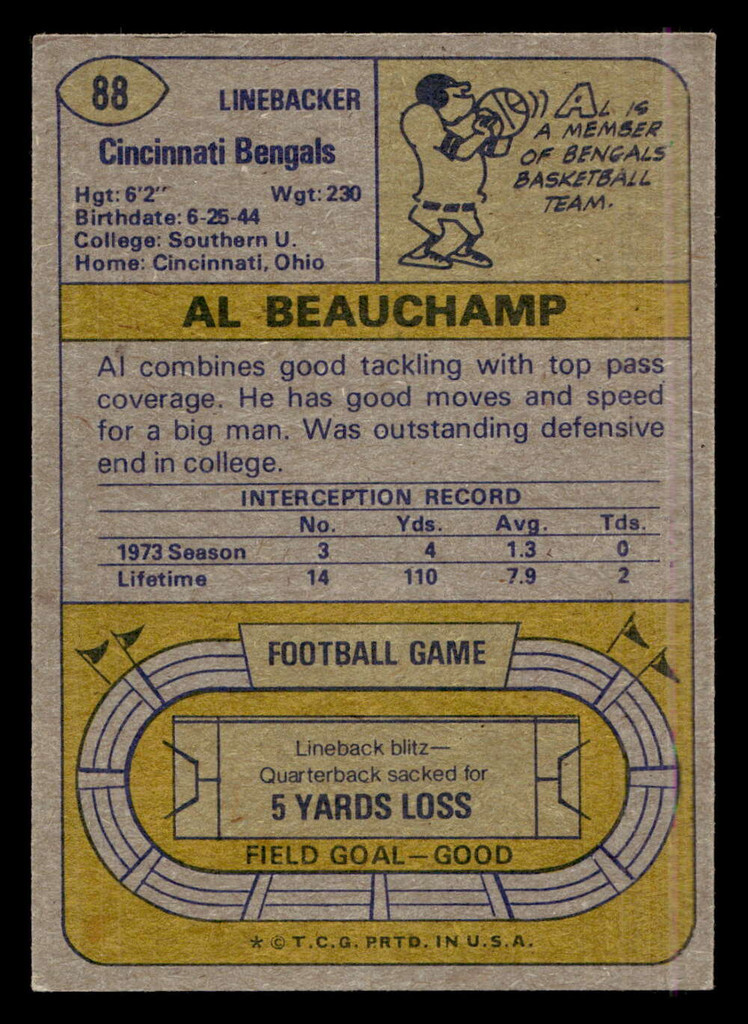 88
LINEBACKER
Cincinnati Bengals
Hgt: 6'2" Wgt: 230
Birthdate: 6-25-44
College: Southern U.
Home: Cincinnati, Ohio
AL IS
A MEMBER
OF BENGALS
BASKETBALL
TEAM.
AL BEAUCHAMP
Al combines good tackling with top pass
coverage. He has good moves and speed
for a big man. Was outstanding defensive
end in college.
INTERCEPTION RECORD
No. Yds. Avg. Tds.
1973 Season 3 4 1.3 0
Lifetime 14 110 7.9 2
FOOTBALL GAME
Lineback blitz—
Quarterback sacked for
5 YARDS LOSS
FIELD GOAL—GOOD
* © T.C.G. PRTD. IN U.S.A.